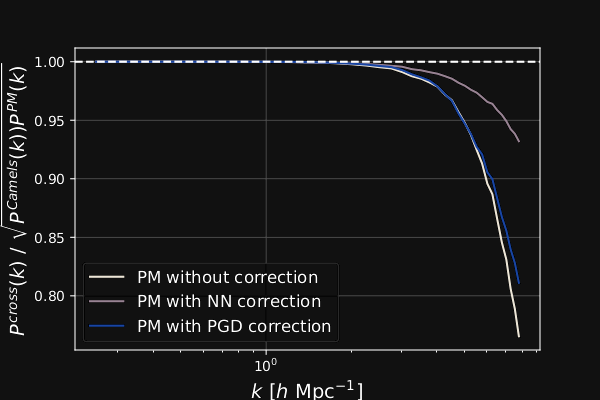 P^cross(k) / √P^Camels(k))P^PM(k)
1.00
0.95
0.90
0.85
0.80
PM without correction
PM with NN correction
PM with PGD correction
10^0
k [h Mpc^−1]